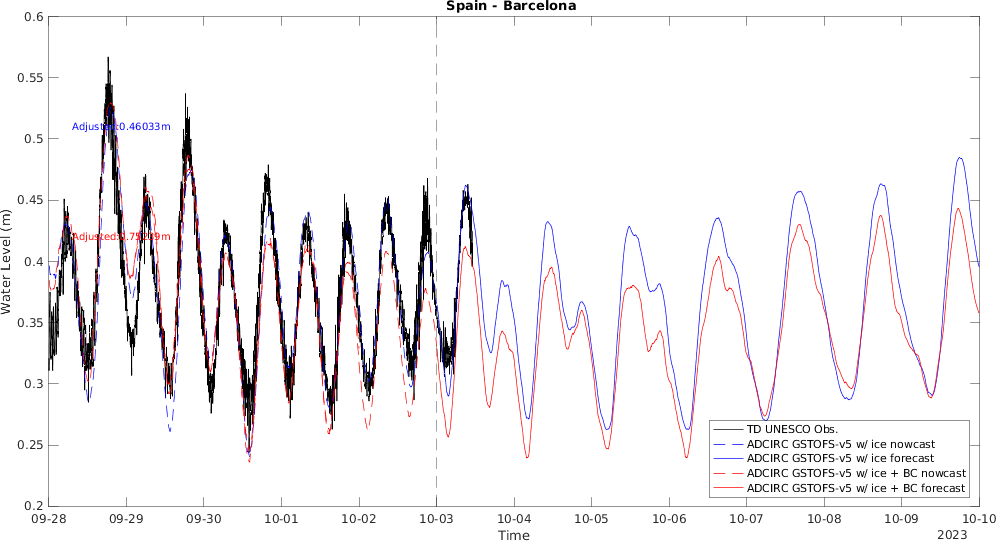 Spain - Barcelona
Water Level (m)
0.6
0.55
0.5
0.45
0.4
0.35
0.3
0.25
0.2
09-28
09-29
09-30
10-01
10-02
10-03
10-04
10-05
10-06
10-07
10-08
10-09
10-10
Time
2023
TD UNESCO Obs.
ADCIRC GSTOFS-v5 w/ ice nowcast
ADCIRC GSTOFS-v5 w/ ice forecast
ADCIRC GSTOFS-v5 w/ ice + BC nowcast
ADCIRC GSTOFS-v5 w/ ice + BC forecast